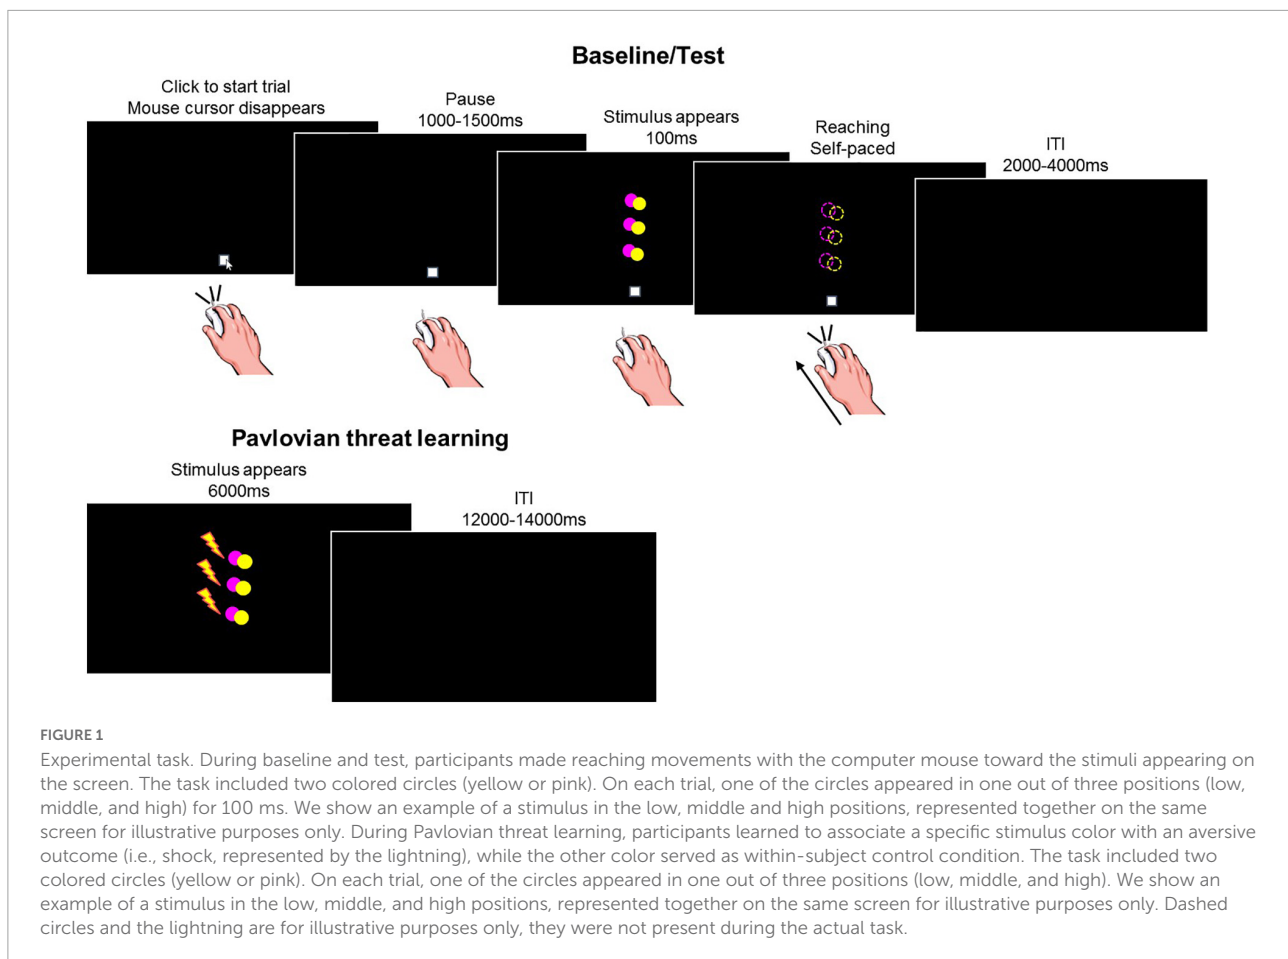 Baseline/Test
Click to start trial
Mouse cursor disappears
Pause
1000-1500ms
Stimulus appears
100ms
Reaching
Self-paced
ITI
2000-4000ms
Pavlovian threat learning
Stimulus appears
6000ms
ITI
12000-14000ms
FIGURE 1
Experimental task. During baseline and test, participants made reaching movements with the computer mouse toward the stimuli appearing on
the screen. The task included two colored circles (yellow or pink). On each trial, one of the circles appeared in one out of three positions (low,
middle, and high) for 100 ms. We show an example of a stimulus in the low, middle and high positions, represented together on the same
screen for illustrative purposes only. During Pavlovian threat learning, participants learned to associate a specific stimulus color with an aversive
outcome (i.e., shock, represented by the lightning), while the other color served as within-subject control condition. The task included two
colored circles (yellow or pink). On each trial, one of the circles appeared in one out of three positions (low, middle, and high). We show an
example of a stimulus in the low, middle, and high positions, represented together on the same screen for illustrative purposes only. Dashed
circles and the lightning are for illustrative purposes only, they were not present during the actual task.